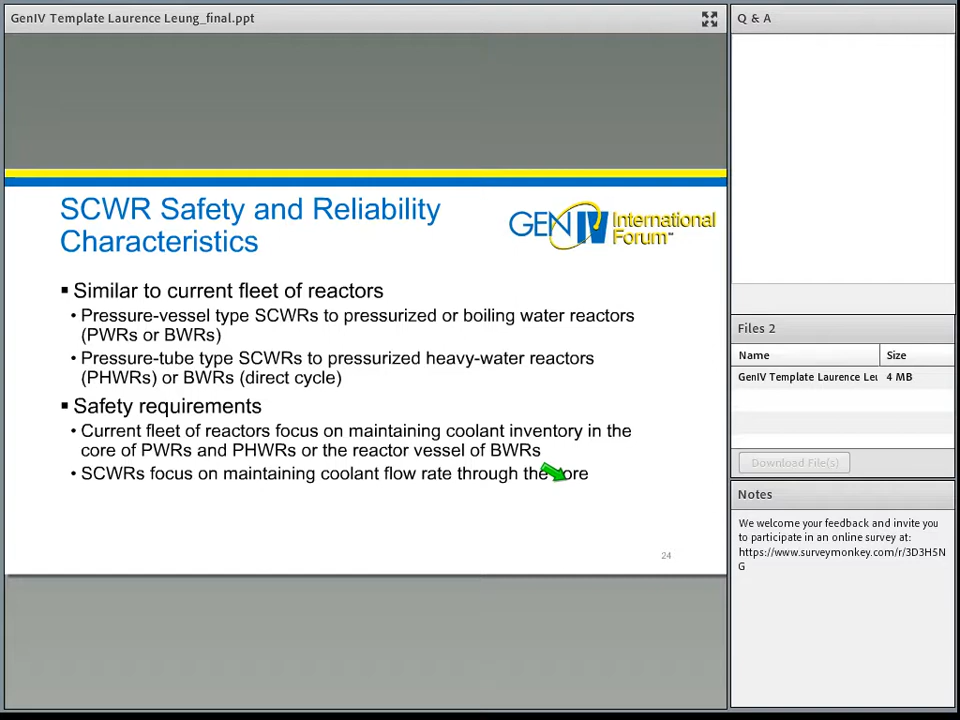 GenIV Template Laurence Leung_final.ppt
SCWR Safety and Reliability
Characteristics
GEN IV International
Forum™
▪ Similar to current fleet of reactors
• Pressure-vessel type SCWRs to pressurized or boiling water reactors
(PWRs or BWRs)
• Pressure-tube type SCWRs to pressurized heavy-water reactors
(PHWRs) or BWRs (direct cycle)
▪ Safety requirements
• Current fleet of reactors focus on maintaining coolant inventory in the
core of PWRs and PHWRs or the reactor vessel of BWRs
• SCWRs focus on maintaining coolant flow rate through the core
24
Q & A
Files 2
Name Size
GenIV Template Laurence Leu 4 MB
Download File(s)
Notes
We welcome your feedback and invite you
to participate in an online survey at:
https://www.surveymonkey.com/r/3D3H5N
G